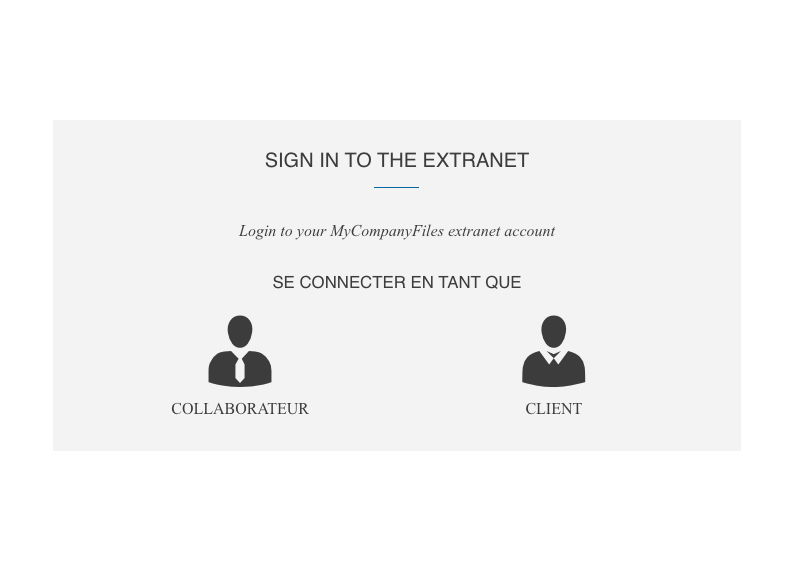 SIGN IN TO THE EXTRANET
Login to your MyCompanyFiles extranet account
SE CONNECTER EN TANT QUE
COLLABORATEUR
CLIENT